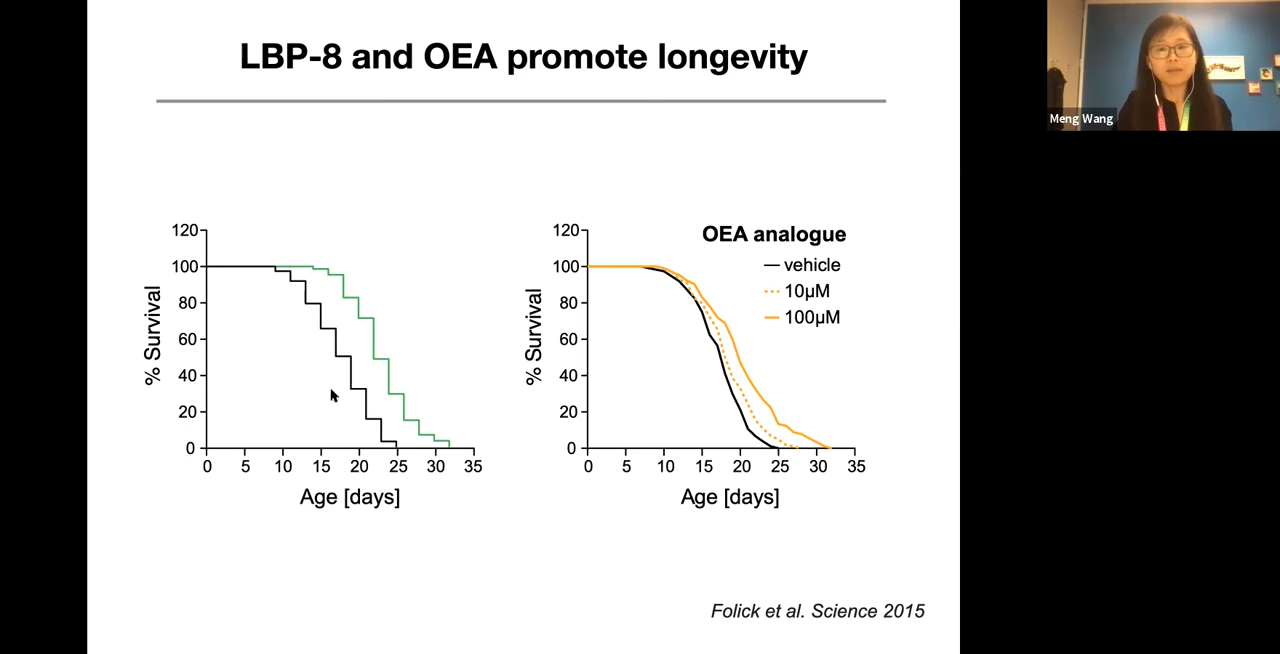 LBP-8 and OEA promote longevity
Meng Wang
120
100
80
60
40
20
0
% Survival
0 5 10 15 20 25 30 35
Age [days]
120
100
80
60
40
20
0
% Survival
0 5 10 15 20 25 30 35
Age [days]
OEA analogue
vehicle
10µM
100µM
Folick et al. Science 2015